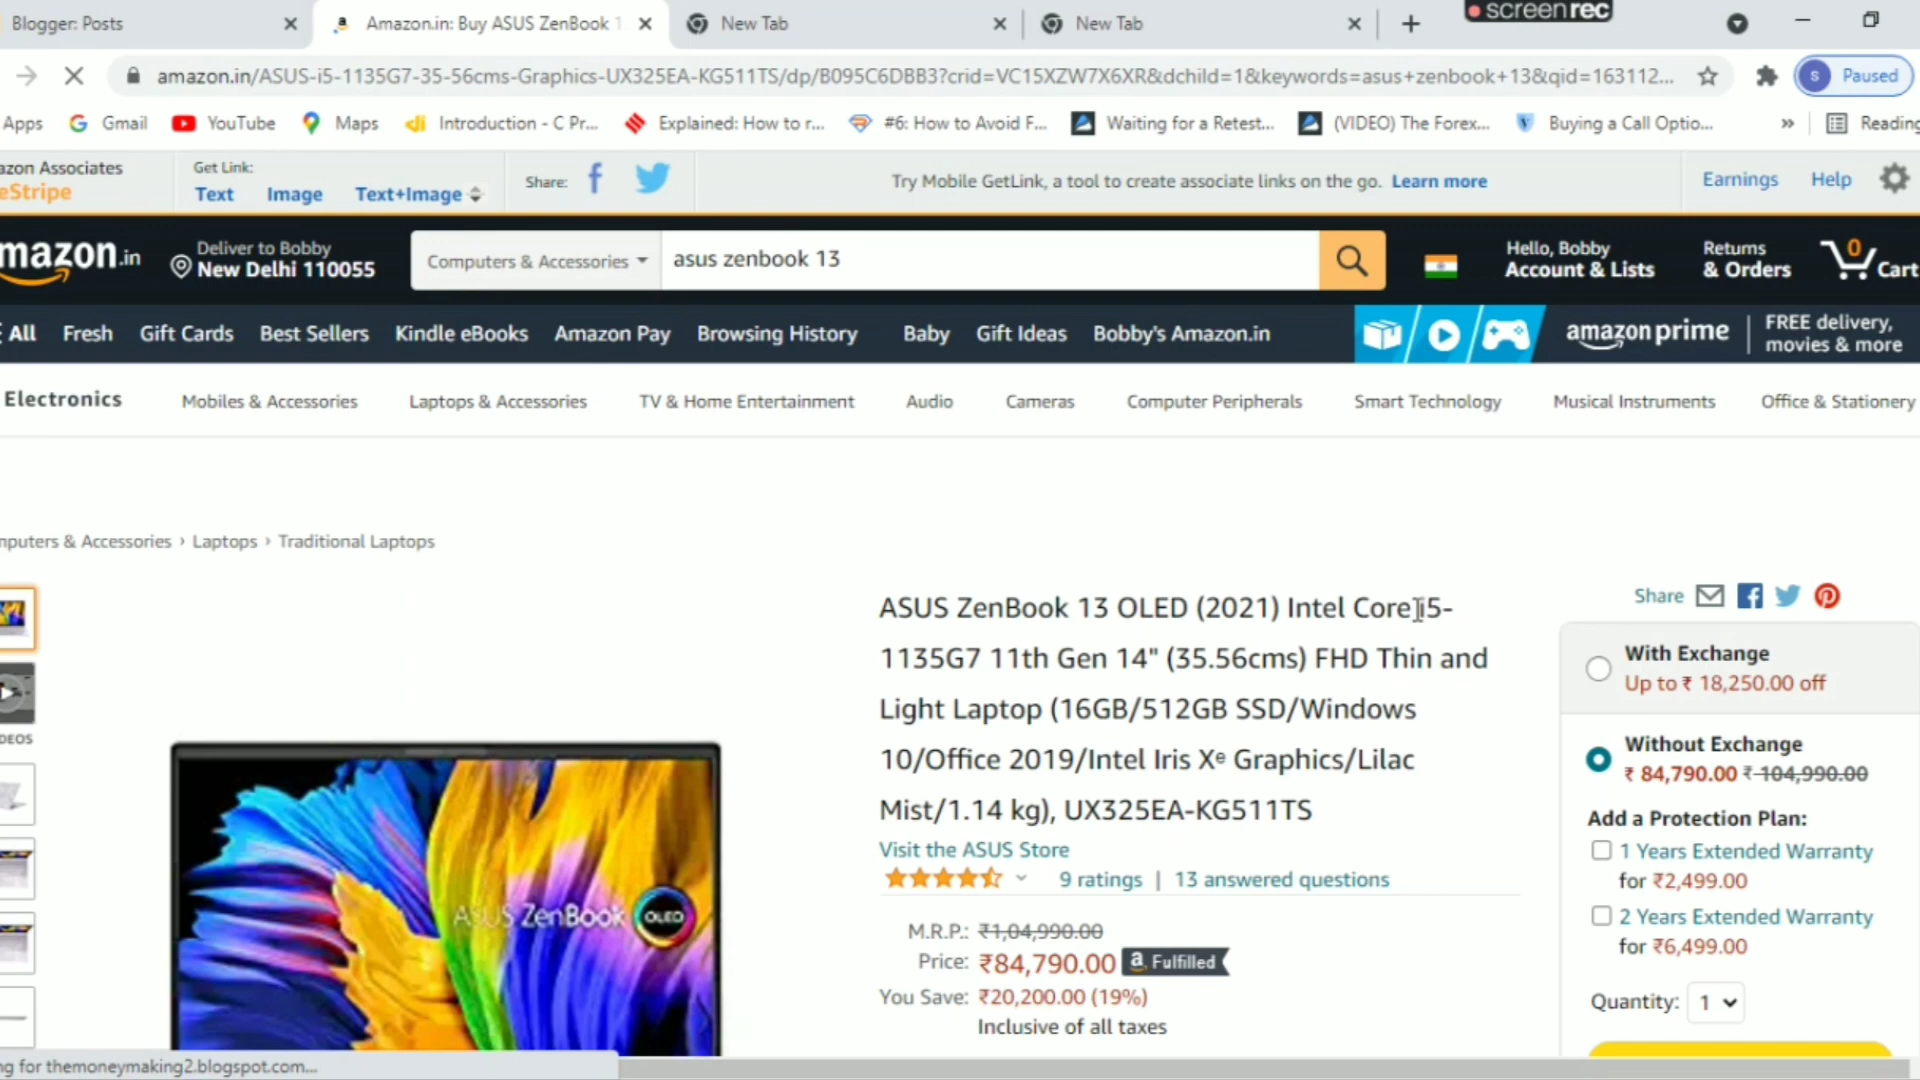 Blogger: Posts
Amazon.in: Buy ASUS ZenBook 1
New Tab
New Tab
screenrec
amazon.in/ASUS-i5-1135G7-35-56cms-Graphics-UX325EA-KG511TS/dp/B095C6DBB3?crid=VC15XZW7X6XR&dchild=1&keywords=asus+zenbook+13&qid=163112...
S Paused
Apps
Gmail
YouTube
Maps
Introduction - C Pr...
Explained: How to r...
#6: How to Avoid F...
Waiting for a Retest...
(VIDEO) The Forex...
Buying a Call Optio...
»
Reading
azon Associates
eStripe
Get Link:
Text Image Text+Image
Share:
Try Mobile GetLink, a tool to create associate links on the go. Learn more
Earnings Help
mazon.in
Deliver to Bobby
New Delhi 110055
Computers & Accessories
asus zenbook 13
Hello, Bobby
Account & Lists
Returns
& Orders
0
Cart
All Fresh Gift Cards Best Sellers Kindle eBooks Amazon Pay Browsing History Baby Gift Ideas Bobby's Amazon.in
amazon prime
FREE delivery,
movies & more
Electronics Mobiles & Accessories Laptops & Accessories TV & Home Entertainment Audio Cameras Computer Peripherals Smart Technology Musical Instruments Office & Stationery
mputers & Accessories › Laptops › Traditional Laptops
DEOS
ASUS ZenBook OLED
ASUS ZenBook 13 OLED (2021) Intel Core i5-
1135G7 11th Gen 14" (35.56cms) FHD Thin and
Light Laptop (16GB/512GB SSD/Windows
10/Office 2019/Intel Iris Xᵉ Graphics/Lilac
Mist/1.14 kg), UX325EA-KG511TS
Visit the ASUS Store
9 ratings | 13 answered questions
M.R.P.: ₹1,04,990.00
Price: ₹84,790.00 a Fulfilled
You Save: ₹20,200.00 (19%)
Inclusive of all taxes
Share
With Exchange
Up to ₹ 18,250.00 off
Without Exchange
₹ 84,790.00 ₹ 104,990.00
Add a Protection Plan:
1 Years Extended Warranty
for ₹2,499.00
2 Years Extended Warranty
for ₹6,499.00
Quantity: 1
ng for themoneymaking2.blogspot.com...